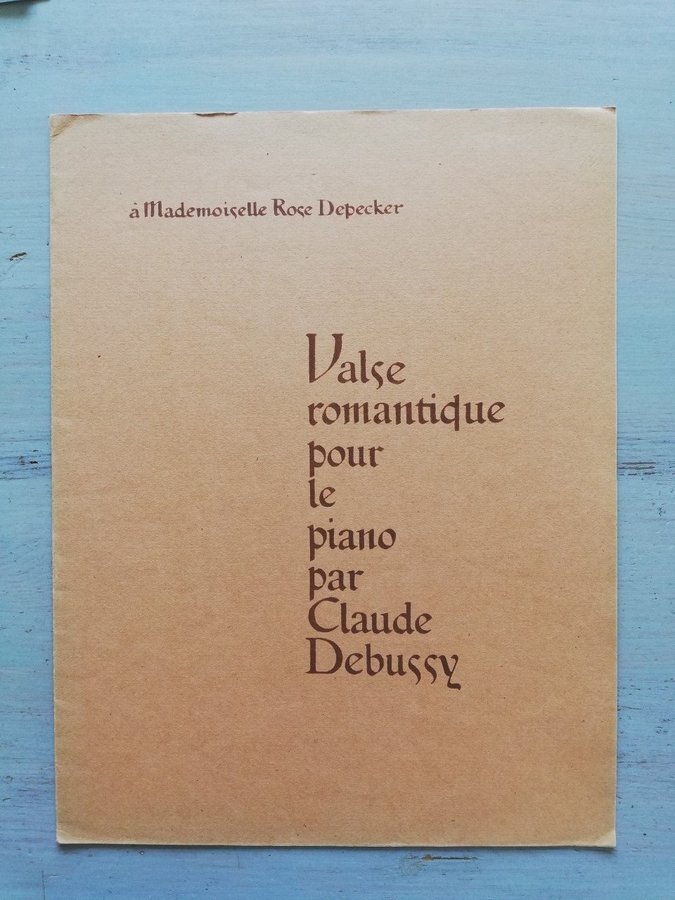 à Mademoiselle Rose Depecker
Valse
romantique
pour
le
piano
par
Claude
Debussy